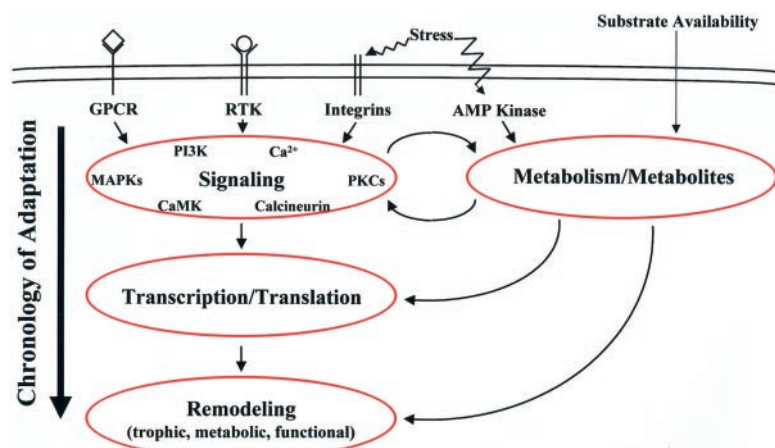 Substrate Availability
Stress
GPCR
RTK
Integrins
AMP Kinase
PI3K
Ca²⁺
MAPKs
Signaling
PKCs
CaMK
Calcineurin
Metabolism/Metabolites
Chronology of Adaptation
Transcription/Translation
Remodeling
(trophic, metabolic, functional)